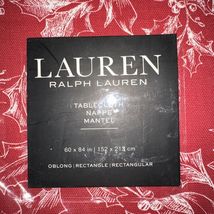 LAUREN
RALPH LAUREN
TABLECLOTH
NAPPE
MANTEL
60 x 84 in | 152 x 213 cm
OBLONG | RECTANGLE | RECTANGULAR